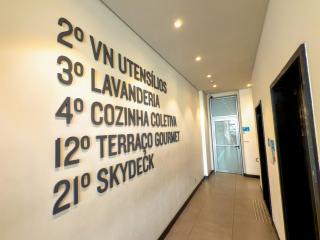 2º VN UTENSÍLIOS
3º LAVANDERIA
4º COZINHA COLETIVA
12º TERRAÇO GOURMET
21º SKYDECK